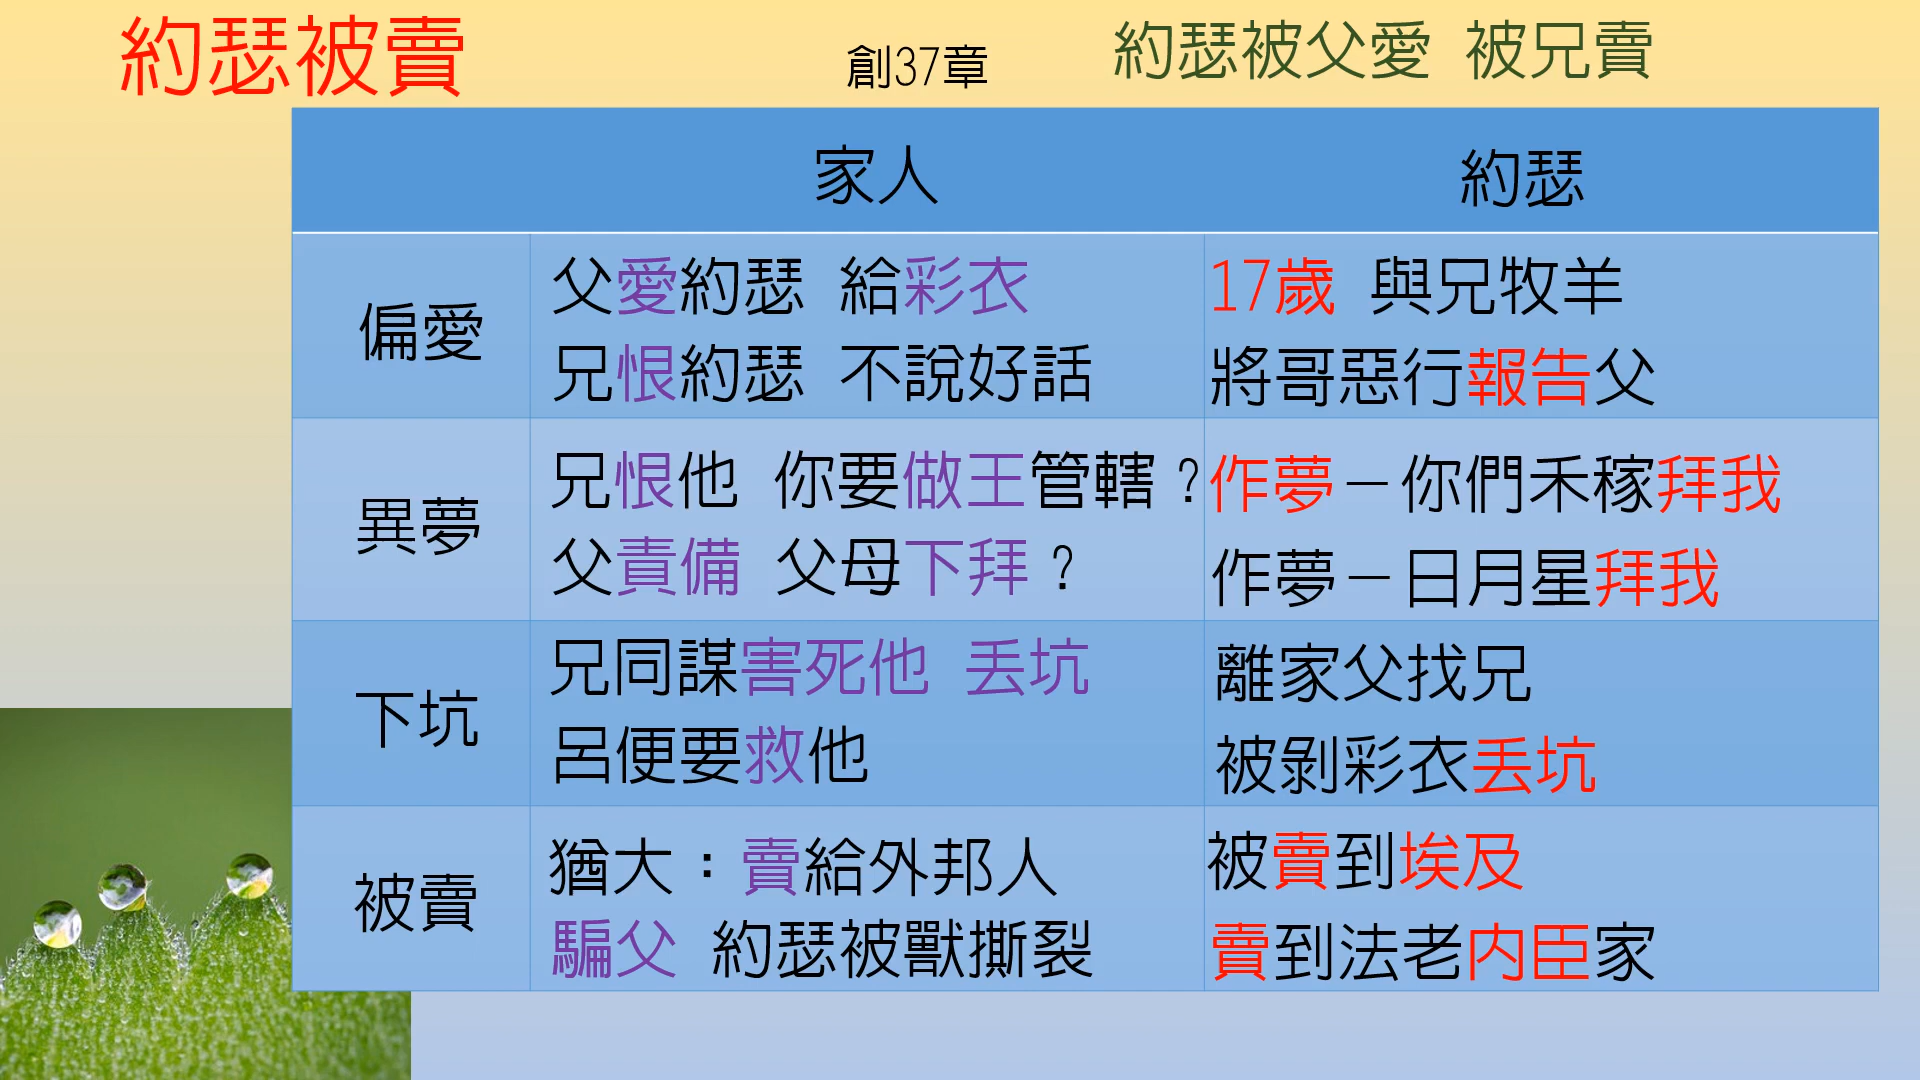 約瑟被賣
創37章
約瑟被父愛 被兄賣
家人
約瑟
偏愛
父愛約瑟 給彩衣
兄恨約瑟 不說好話
17歲 與兄牧羊
將哥惡行報告父
異夢
兄恨他 你要做王管轄？
父責備 父母下拜？
作夢－你們禾稼拜我
作夢－日月星拜我
下坑
兄同謀害死他 丟坑
呂便要救他
離家父找兄
被剝彩衣丟坑
被賣
猶大：賣給外邦人
騙父 約瑟被獸撕裂
被賣到埃及
賣到法老内臣家